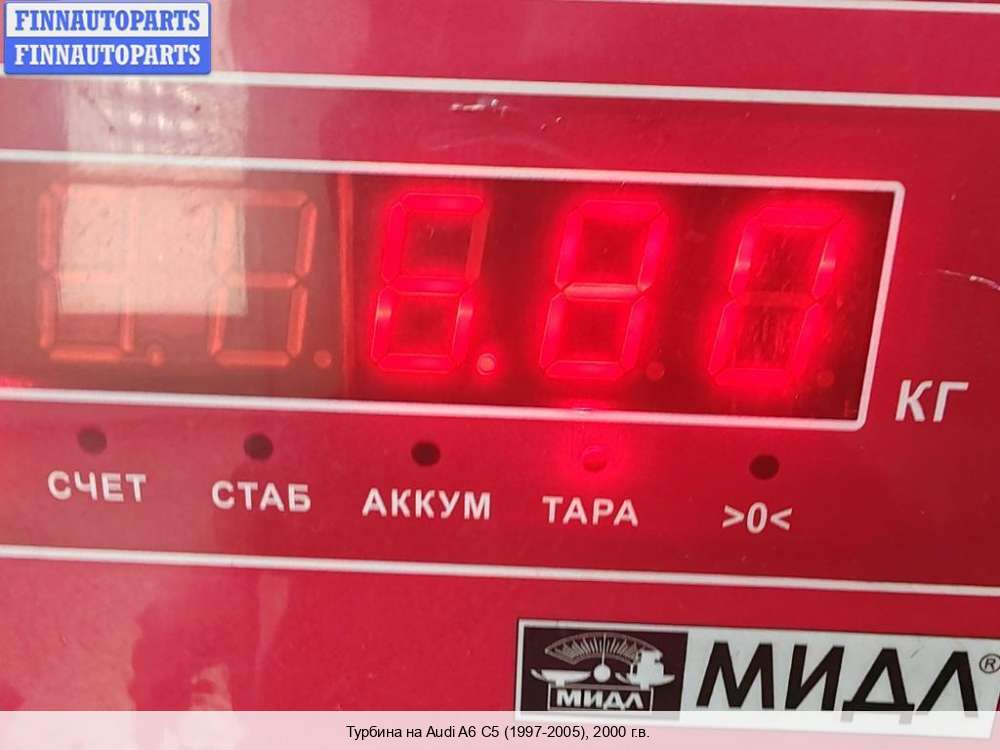 FINNAUTOPARTS
FINNAUTOPARTS
6.80
КГ
СЧЕТ СТАБ АККУМ ТАРА >0<
МИДЛ МИДЛ®
Турбина на Audi A6 C5 (1997-2005), 2000 г.в.